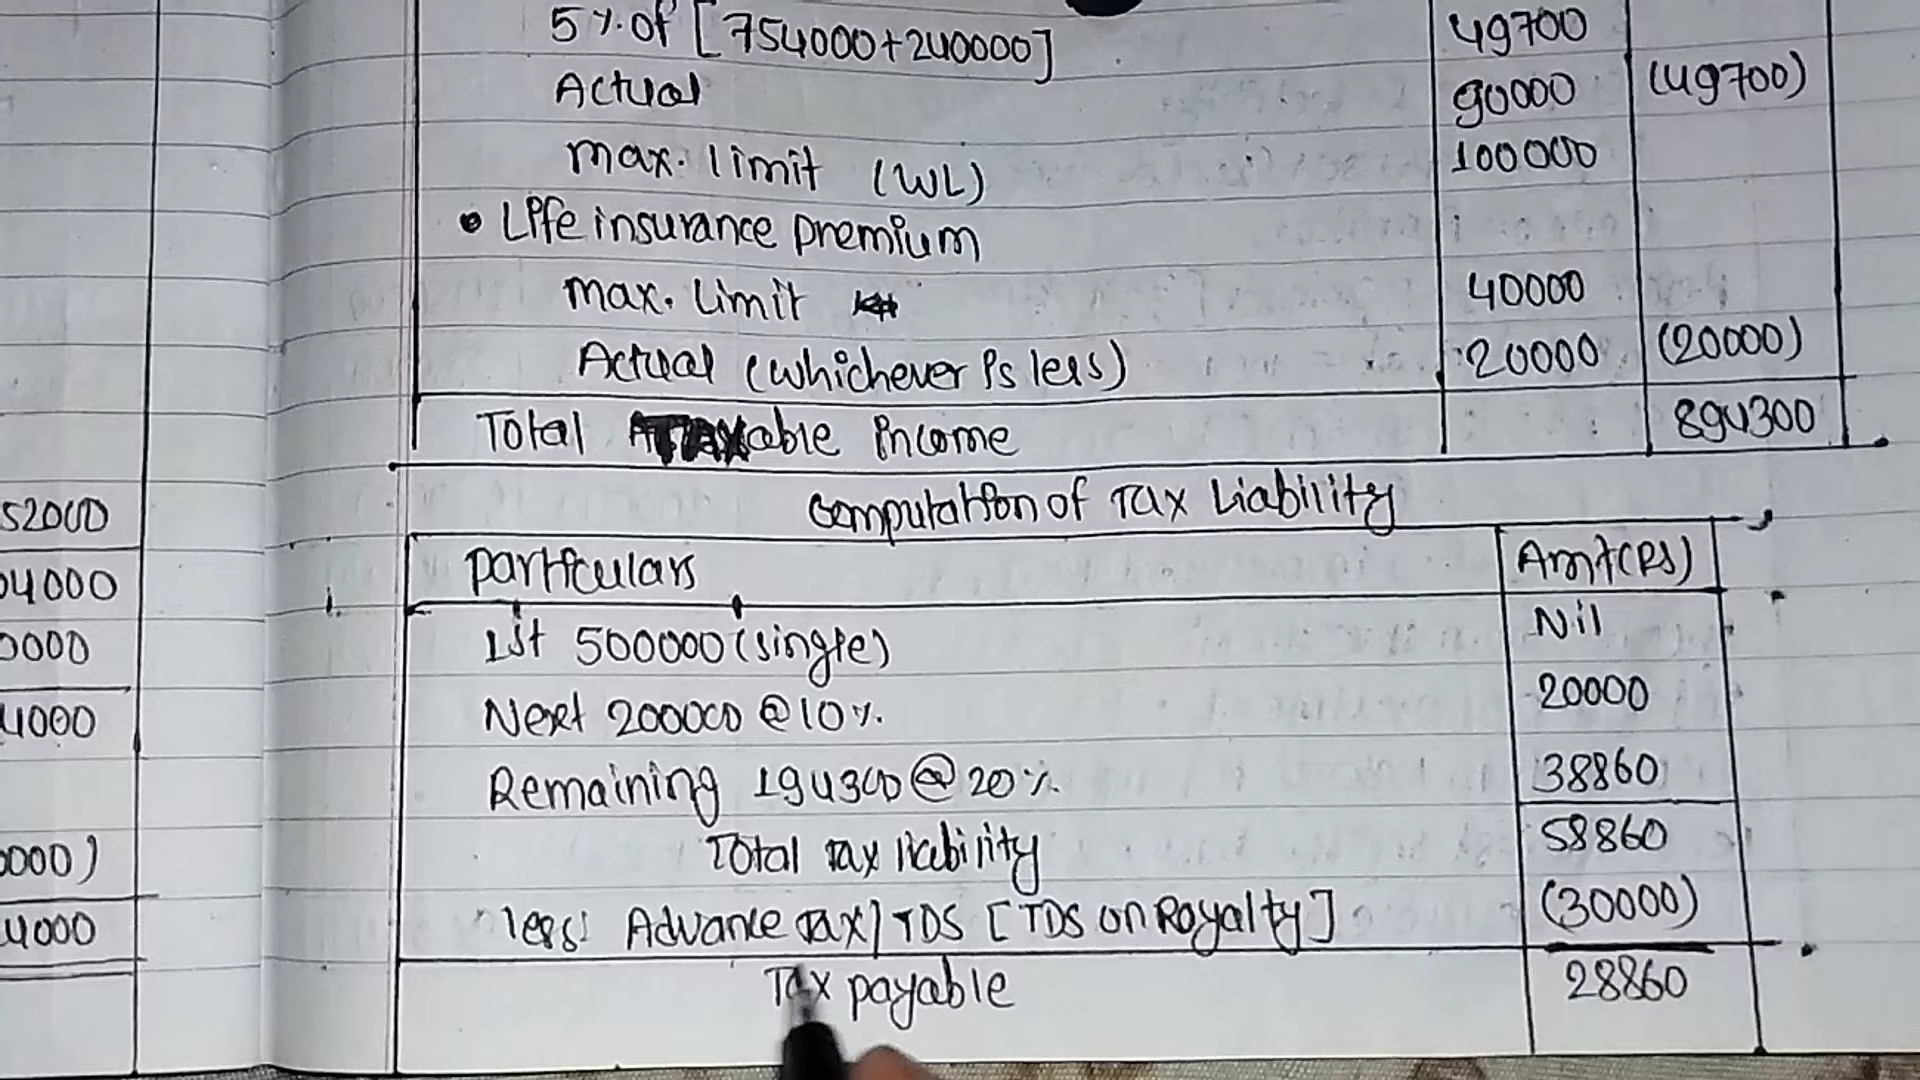 5%.of [754000+240000] 49700
Actual 90000 (49700)
max. limit (WL) 100000
• Life insurance premium
max. limit 40000
Actual (whichever is less) 20000 (20000)
Total Taxable income 894300
computation of Tax Liability
particulars Amt(RS)
1st 500000 (single) Nil
Next 200000 @10%. 20000
Remaining 194300 @ 20%. 38860
Total tax liability 58860
less: Advance Tax/TDS [TDS on Royalty] (30000)
Tax payable 28860
52000
04000
0000
4000
0000)
4000